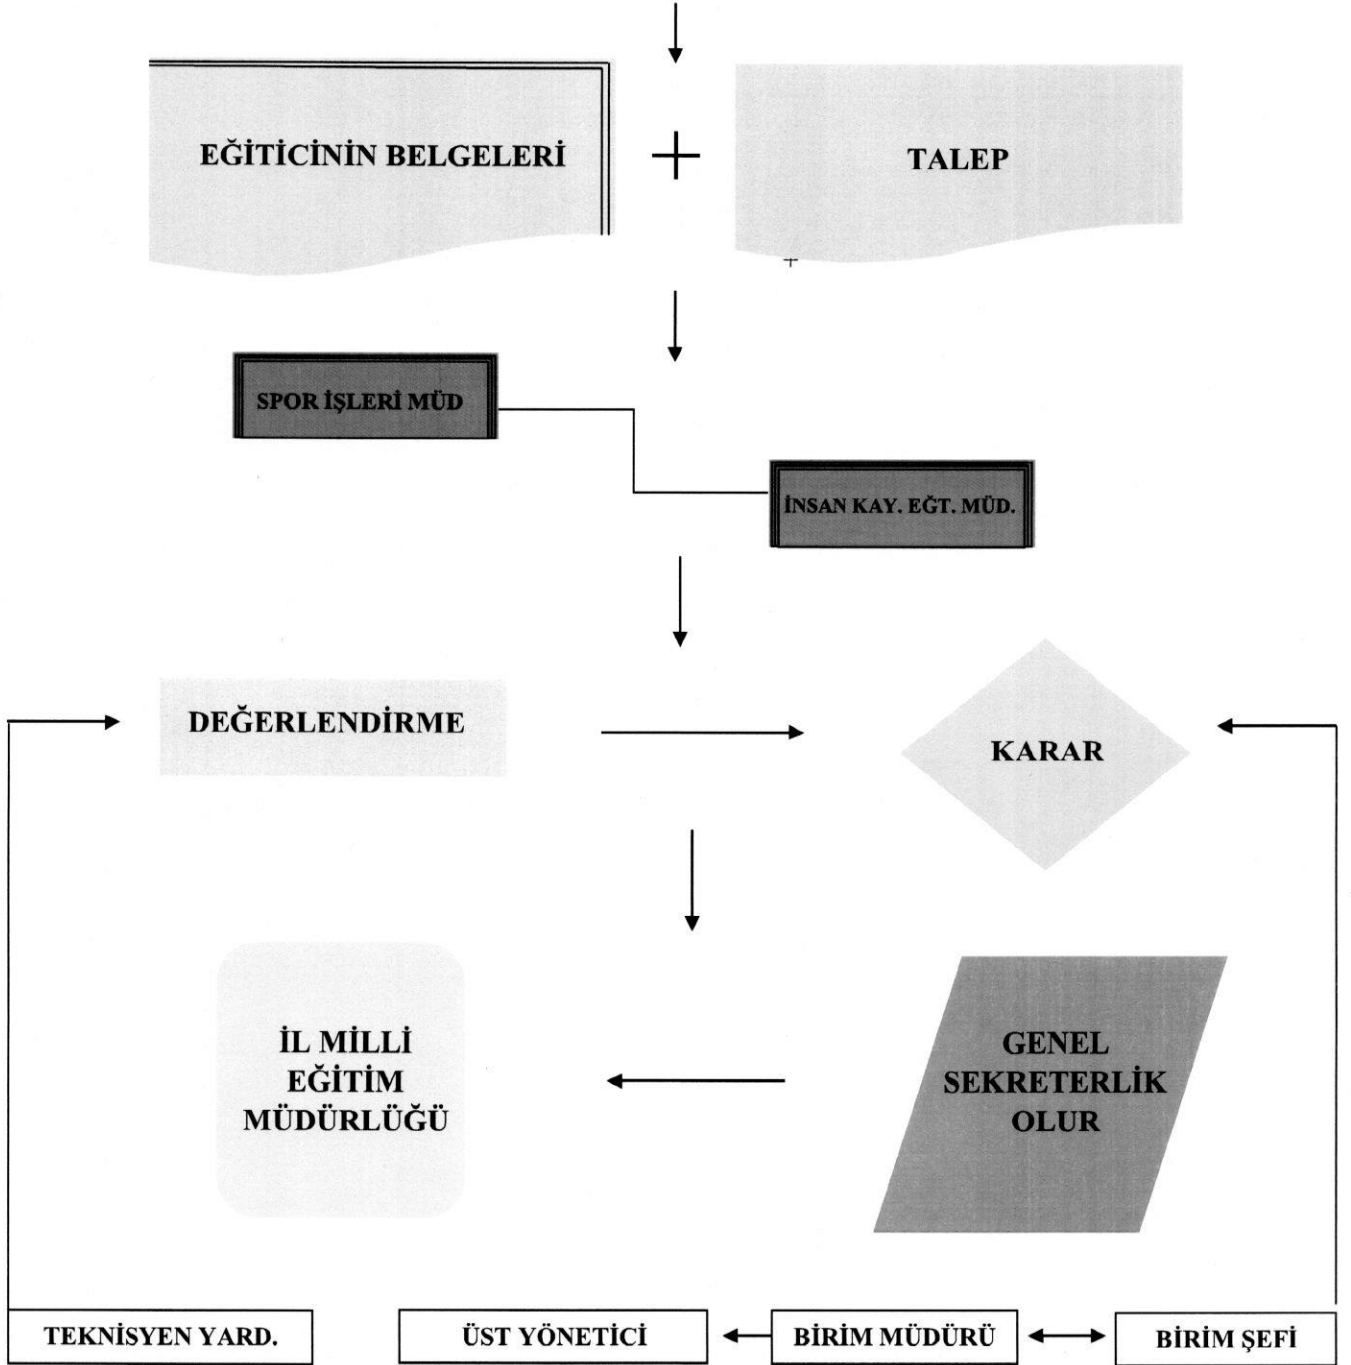 EĞİTİCİNİN BELGELERİ
TALEP
SPOR İŞLERİ MÜD
İNSAN KAY. EĞT. MÜD.
DEĞERLENDİRME
KARAR
İL MİLLİ
EĞİTİM
MÜDÜRLÜĞÜ
GENEL
SEKRETERLİK
OLUR
TEKNİSYEN YARD.
ÜST YÖNETİCİ
BİRİM MÜDÜRÜ
BİRİM ŞEFİ